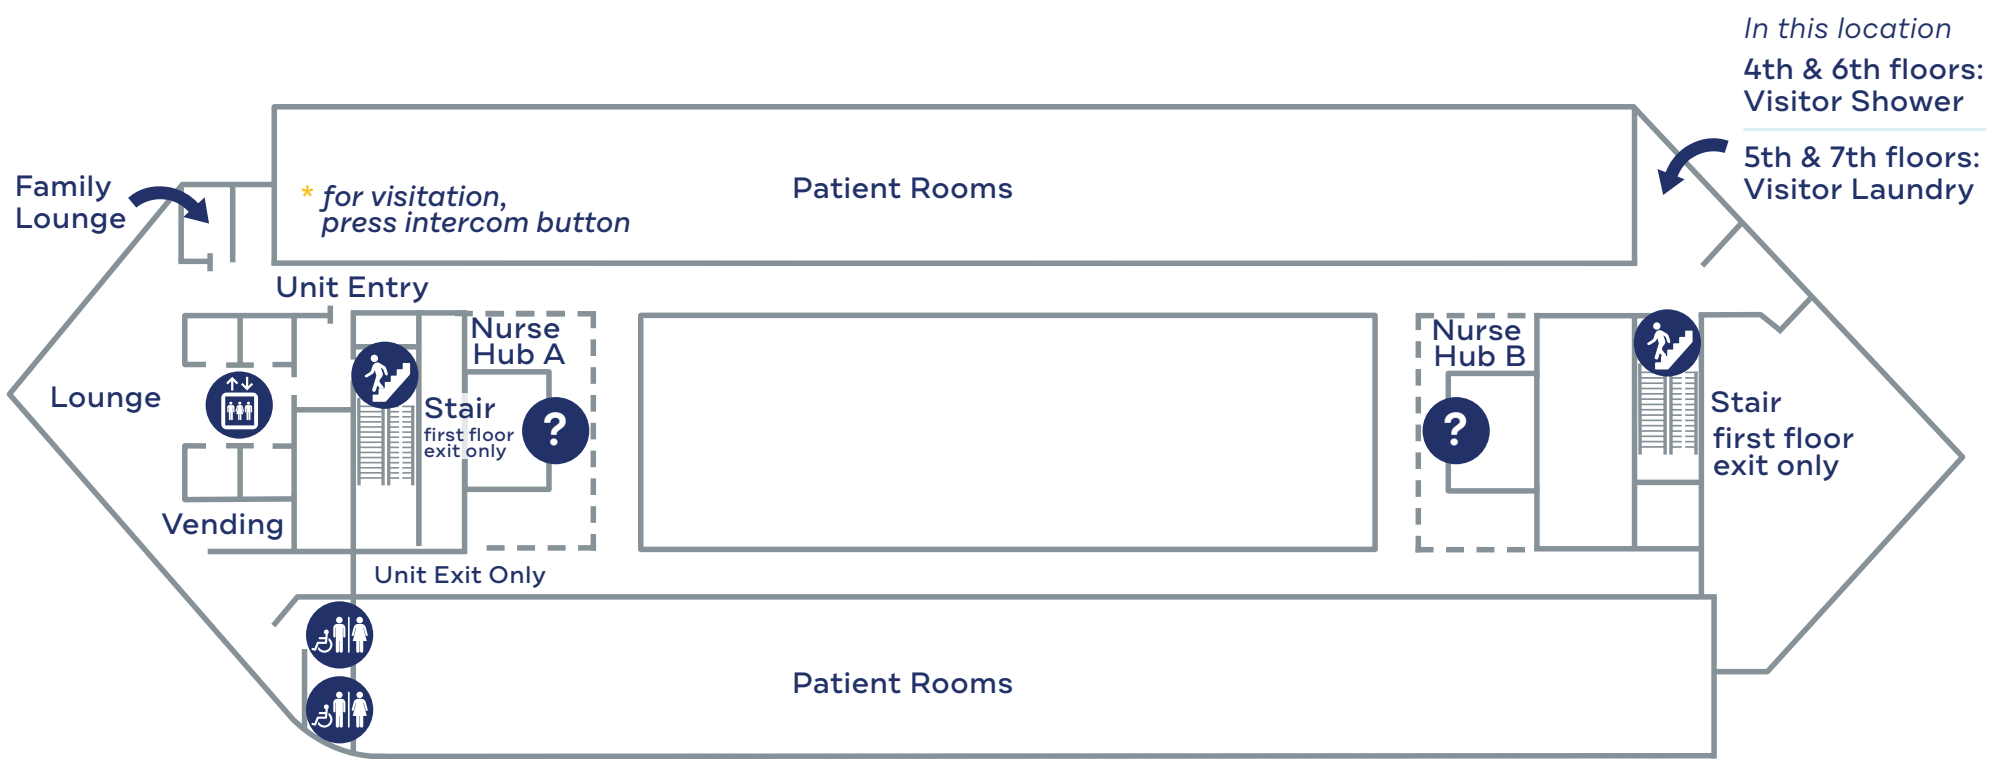 In this location
4th & 6th floors:
Visitor Shower
5th & 7th floors:
Visitor Laundry
Family
Lounge
* for visitation,
press intercom button
Patient Rooms
Unit Entry
Nurse
Hub A
Nurse
Hub B
Lounge
Stair
first floor
exit only
?
?
Stair
first floor
exit only
Vending
Unit Exit Only
Patient Rooms